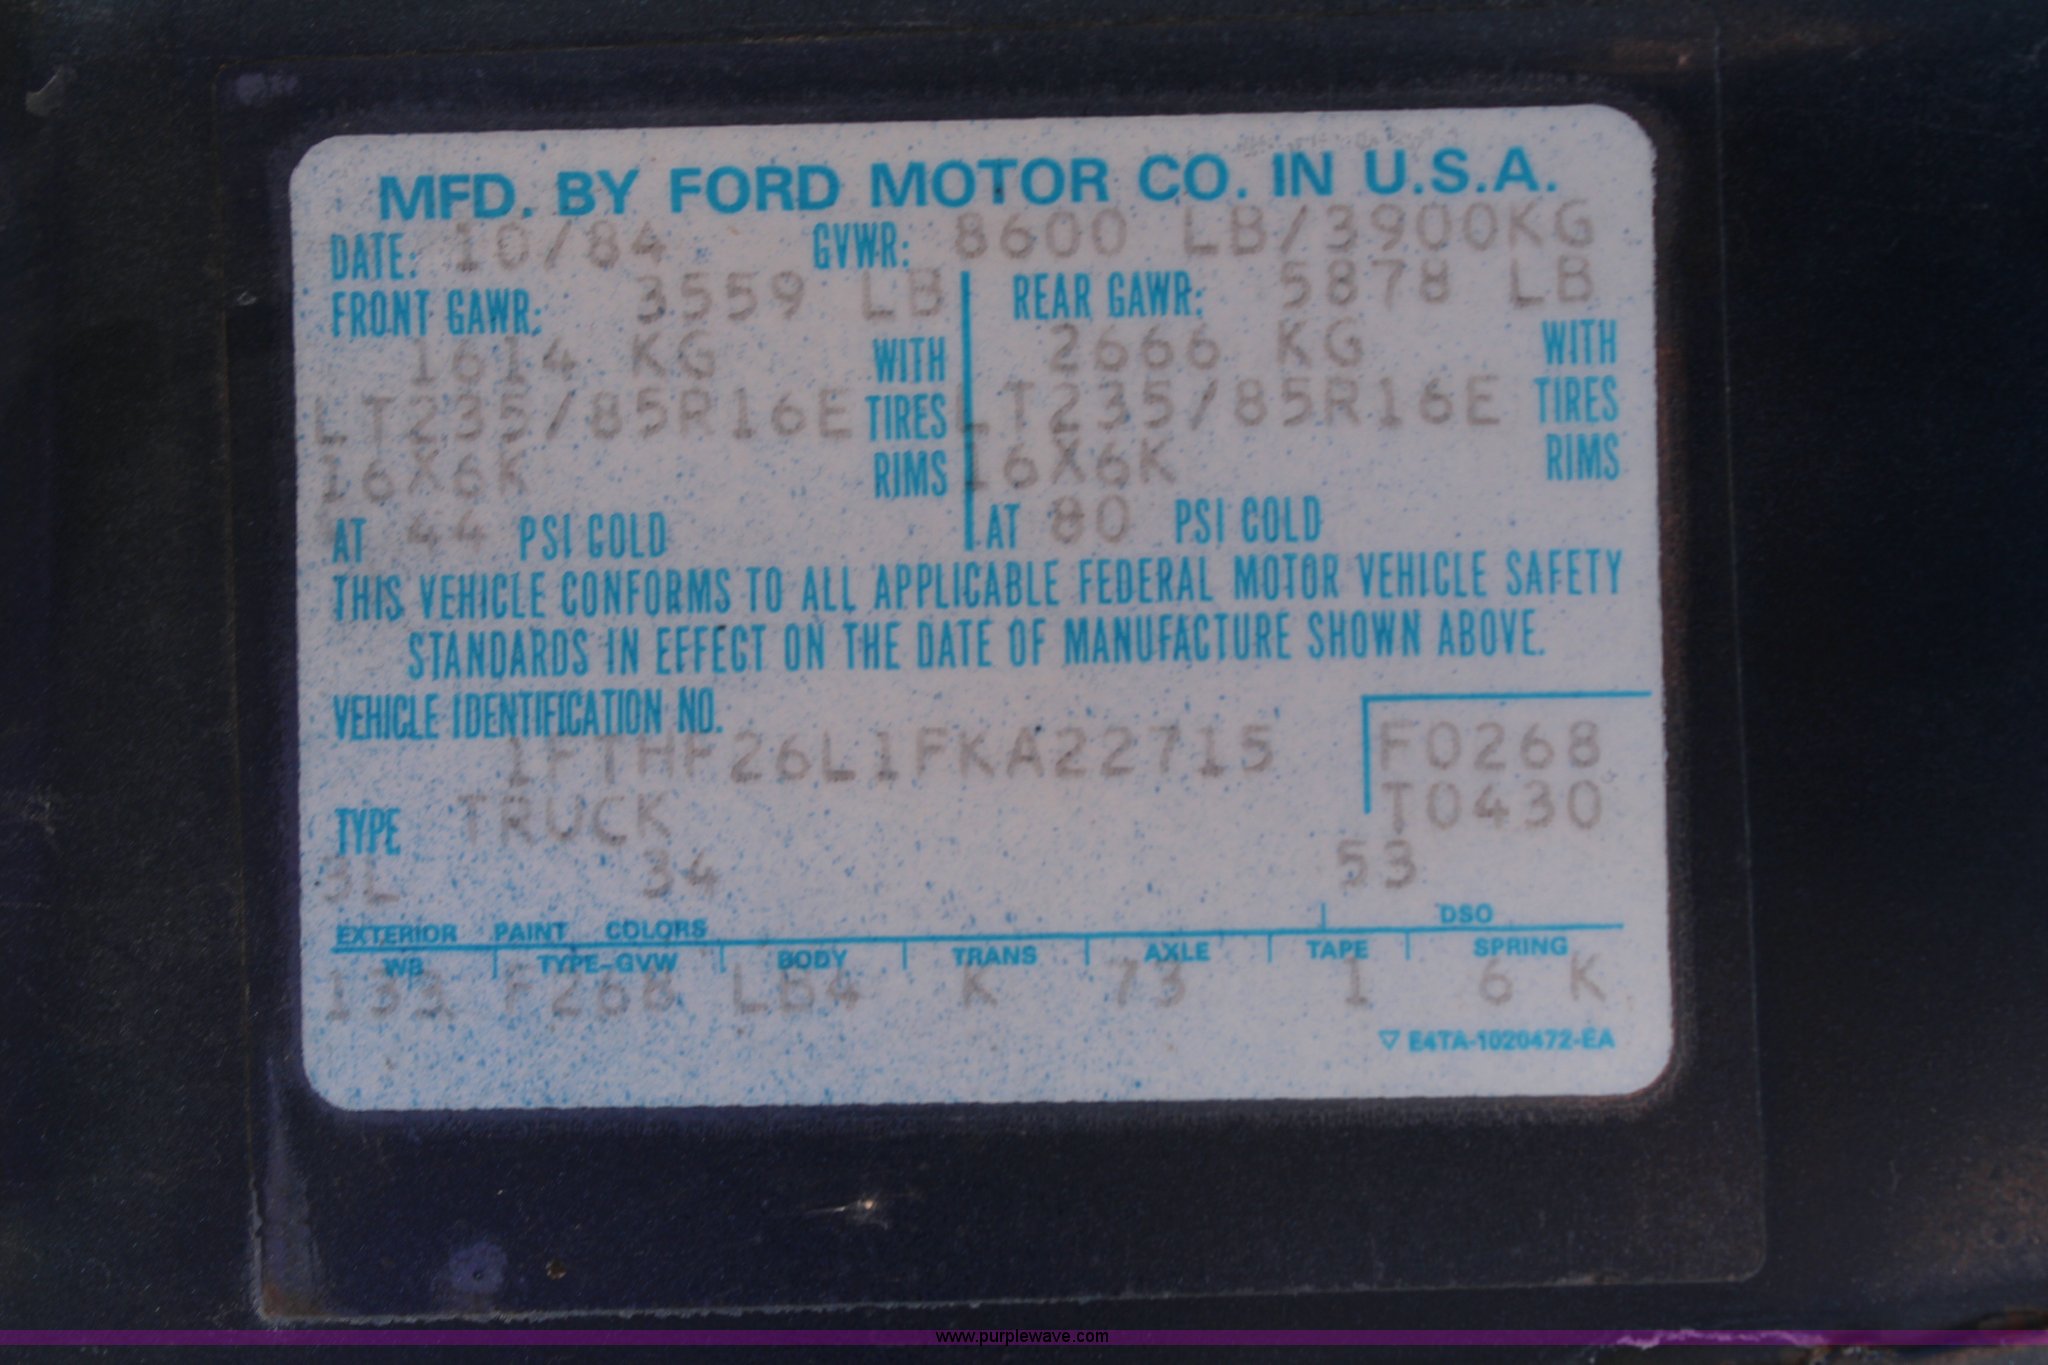 MFD. BY FORD MOTOR CO. IN U.S.A.
DATE: 10/84 GVWR: 8600 LB/3900KG
FRONT GAWR: 3559 LB REAR GAWR: 5878 LB
1614 KG WITH 2666 KG WITH
LT235/85R16E TIRES LT235/85R16E TIRES
16X6K RIMS 16X6K RIMS
AT 44 PSI COLD AT 80 PSI COLD
THIS VEHICLE CONFORMS TO ALL APPLICABLE FEDERAL MOTOR VEHICLE SAFETY
STANDARDS IN EFFECT ON THE DATE OF MANUFACTURE SHOWN ABOVE.
VEHICLE IDENTIFICATION NO.
1FTHF26L1FKA22715 F0268
TYPE TRUCK T0430
3L 34 53
EXTERIOR PAINT COLORS DSO
WB TYPE-GVW BODY TRANS AXLE TAPE SPRING
133 F268 LB4 K 73 1 6 K
▽ E4TA-1020472-EA
www.purplewave.com